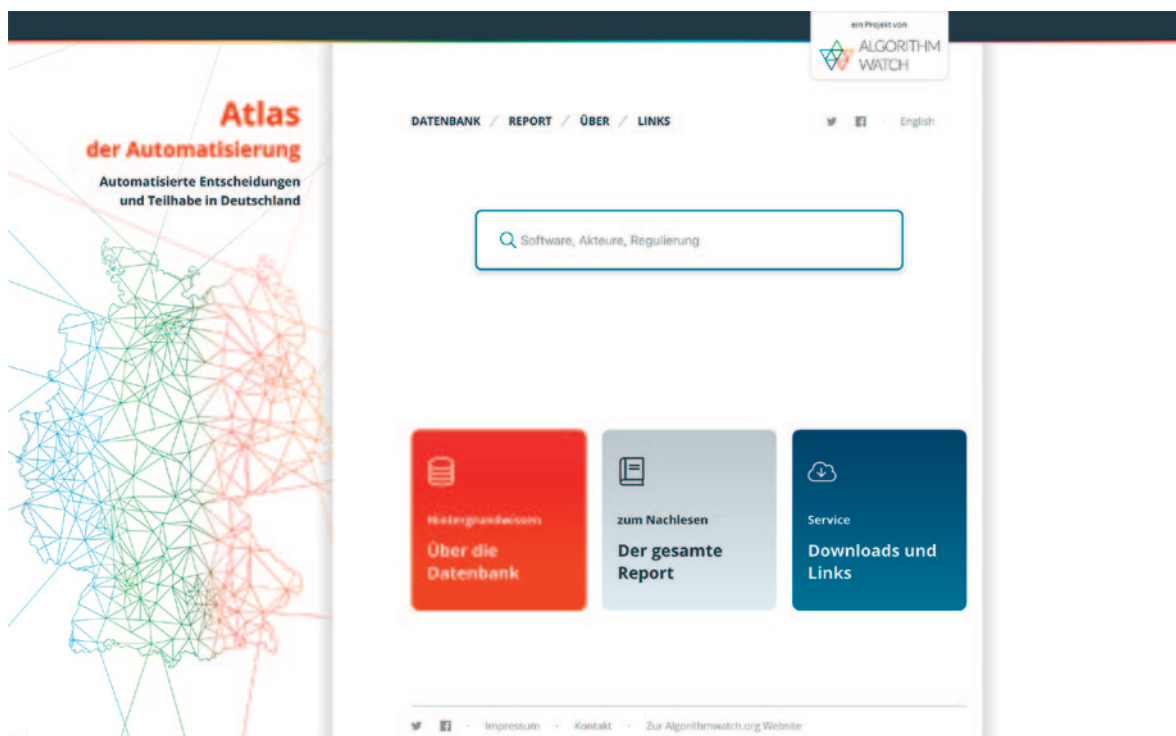 ein Projekt von
ALGORITHM
WATCH
Atlas
der Automatisierung
Automatisierte Entscheidungen
und Teilhabe in Deutschland
DATENBANK / REPORT / ÜBER / LINKS
· English
Software, Akteure, Regulierung
Hintergrundwissen
Über die
Datenbank
zum Nachlesen
Der gesamte
Report
Service
Downloads und
Links
· Impressum · Kontakt · Zur Algorithmwatch.org Website